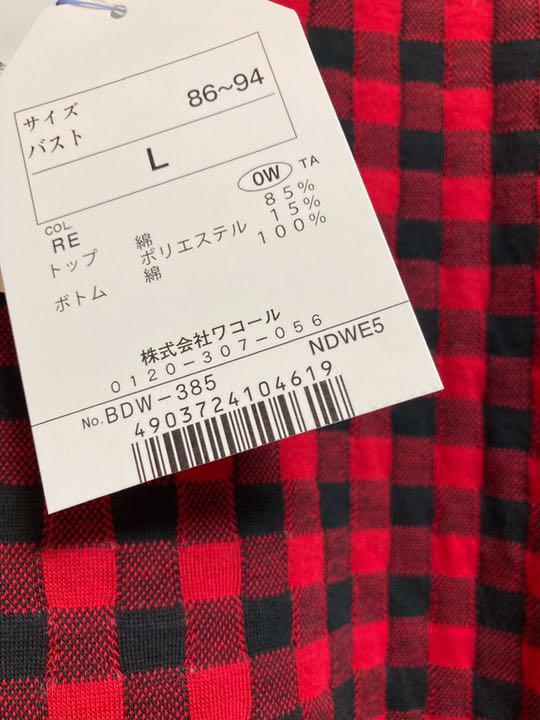 サイズ
バスト 86~94
L
COL
RE OW TA
トップ 綿 85%
ポリエステル 15%
ボトム 綿 100%
株式会社ワコール
0120-307-056
No. BDW-385 NDWE5
4903724104619